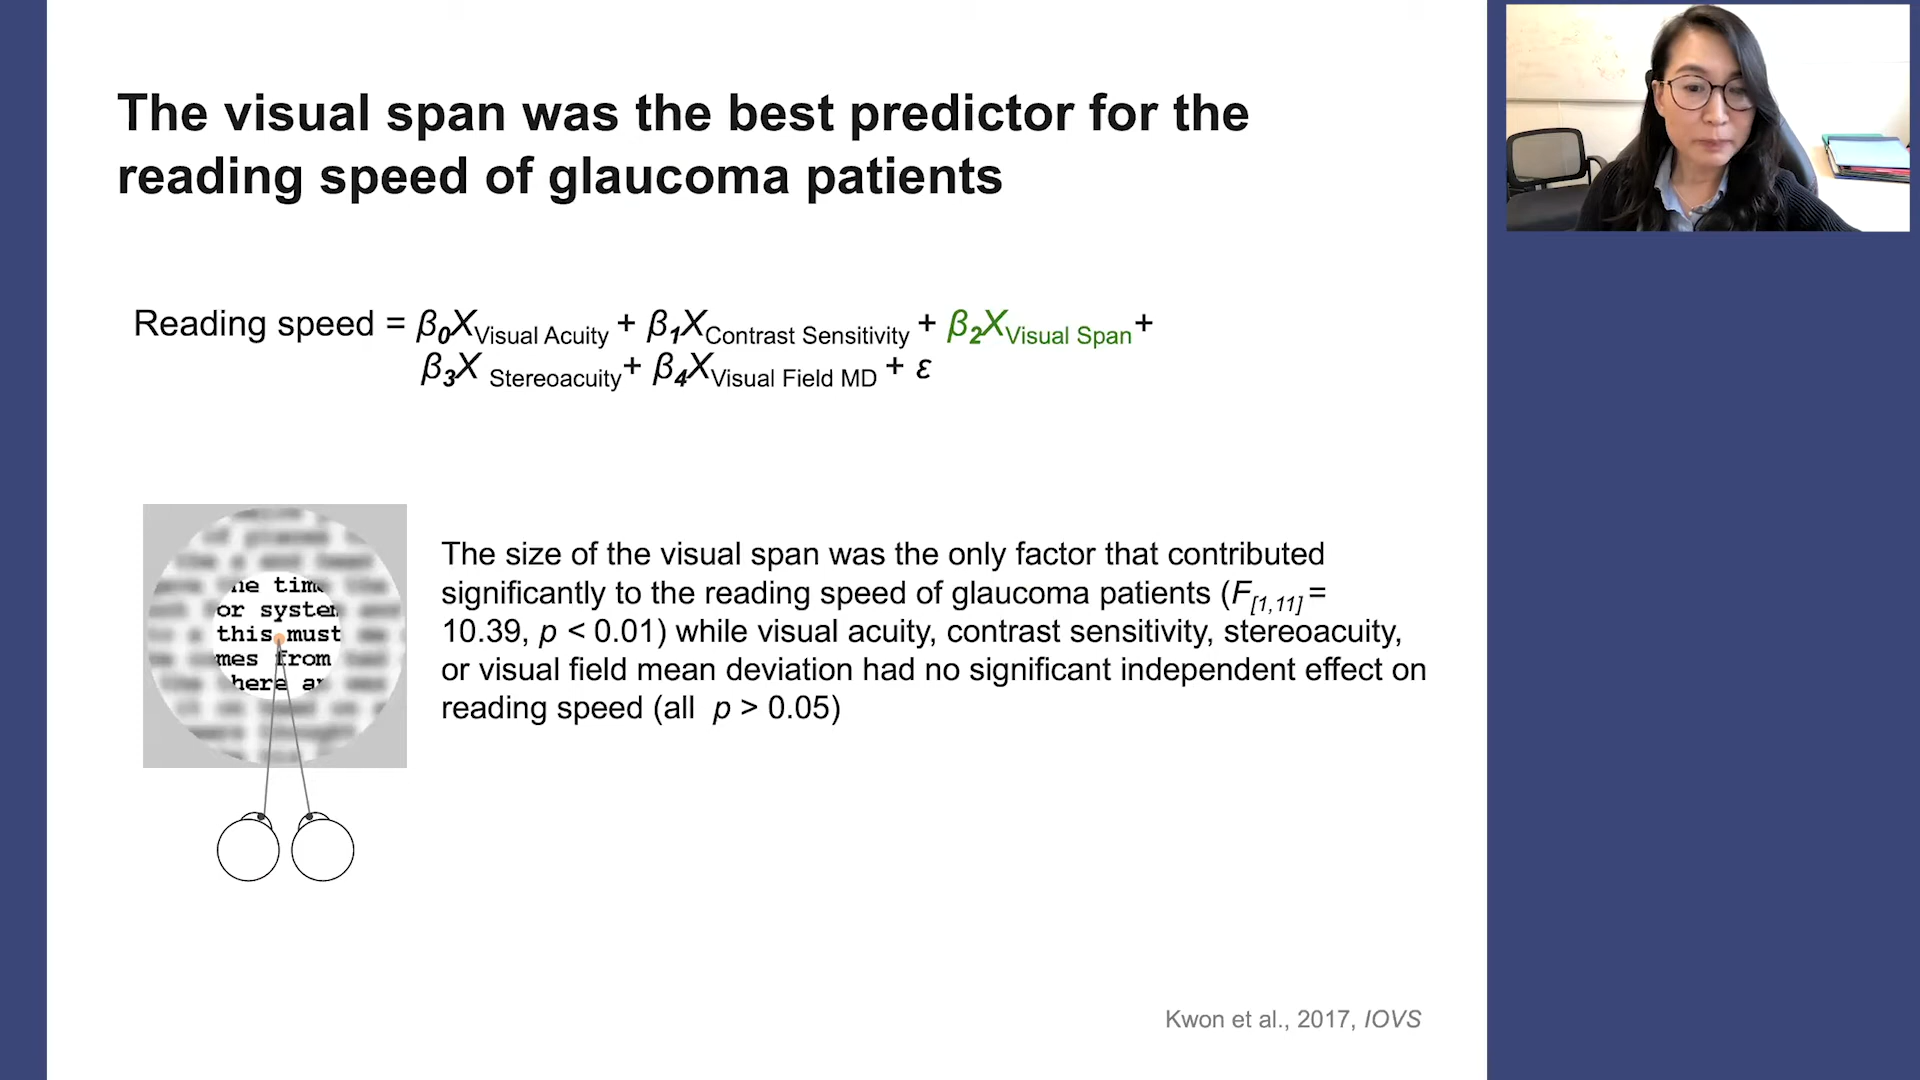 The visual span was the best predictor for the
reading speed of glaucoma patients
Reading speed = β0XVisual Acuity + β1XContrast Sensitivity + β2XVisual Span +
β3X Stereoacuity + β4XVisual Field MD + ε
he time
or system
this must
mes from
here a
The size of the visual span was the only factor that contributed
significantly to the reading speed of glaucoma patients (F[1,11] =
10.39, p < 0.01) while visual acuity, contrast sensitivity, stereoacuity,
or visual field mean deviation had no significant independent effect on
reading speed (all p > 0.05)
Kwon et al., 2017, IOVS